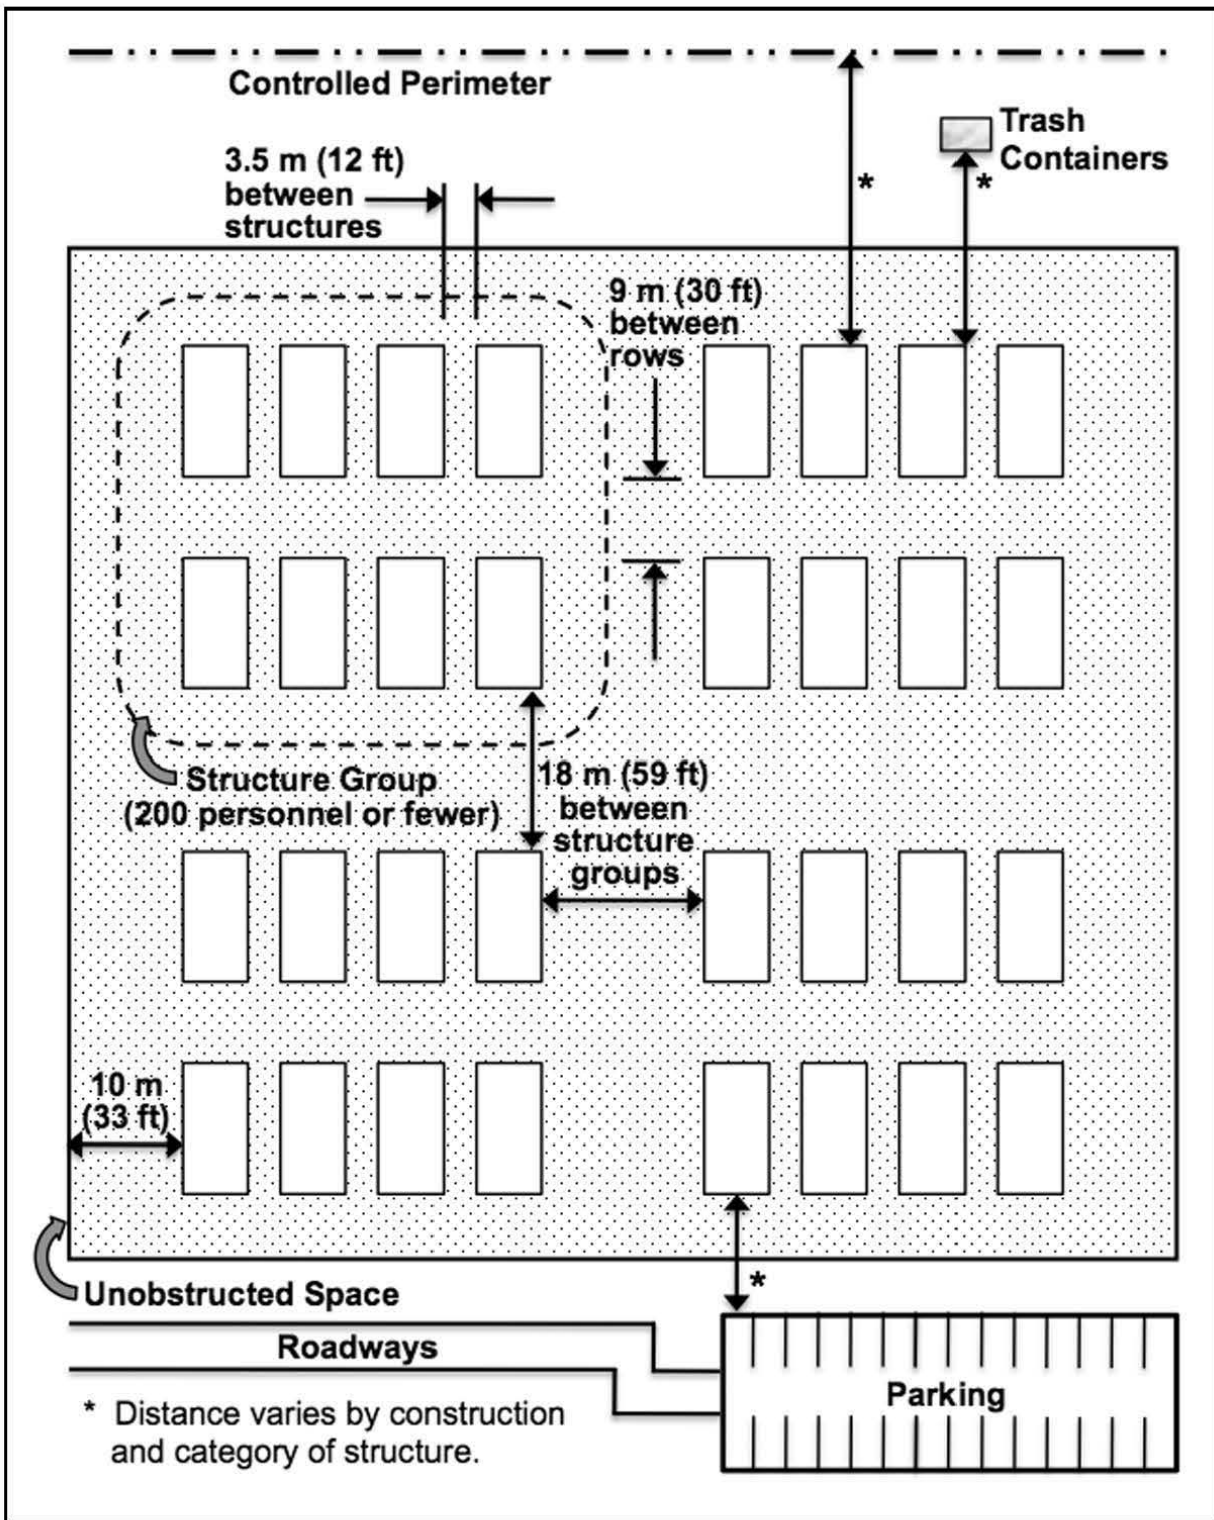 Controlled Perimeter
Trash
Containers
*
*
3.5 m (12 ft)
between
structures
9 m (30 ft)
between
rows
Structure Group
(200 personnel or fewer)
18 m (59 ft)
between
structure
groups
10 m
(33 ft)
*
Unobstructed Space
Roadways
Parking
* Distance varies by construction
and category of structure.